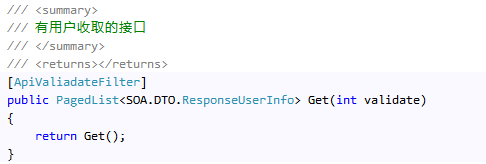 /// <summary>
/// 有用户收取的接口
/// </summary>
/// <returns></returns>
[ApiValiadateFilter]
public PagedList<SOA.DTO.ResponseUserInfo> Get(int validate)
{
return Get();
}